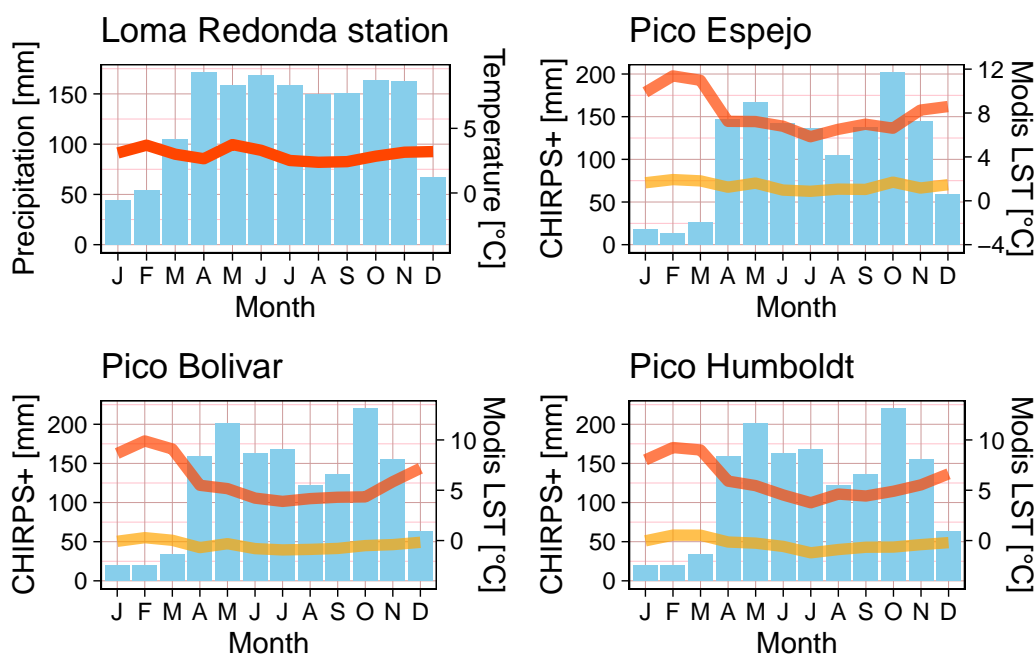 Loma Redonda station
Precipitation [mm]
150
100
50
0
5
0
Temperature [°C]
J F M A M J J A S O N D
Month
Pico Espejo
CHIRPS+ [mm]
200
150
100
50
0
12
8
4
0
−4
Modis LST [°C]
J F M A M J J A S O N D
Month
Pico Bolivar
CHIRPS+ [mm]
200
150
100
50
0
10
5
0
Modis LST [°C]
J F M A M J J A S O N D
Month
Pico Humboldt
CHIRPS+ [mm]
200
150
100
50
0
10
5
0
Modis LST [°C]
J F M A M J J A S O N D
Month